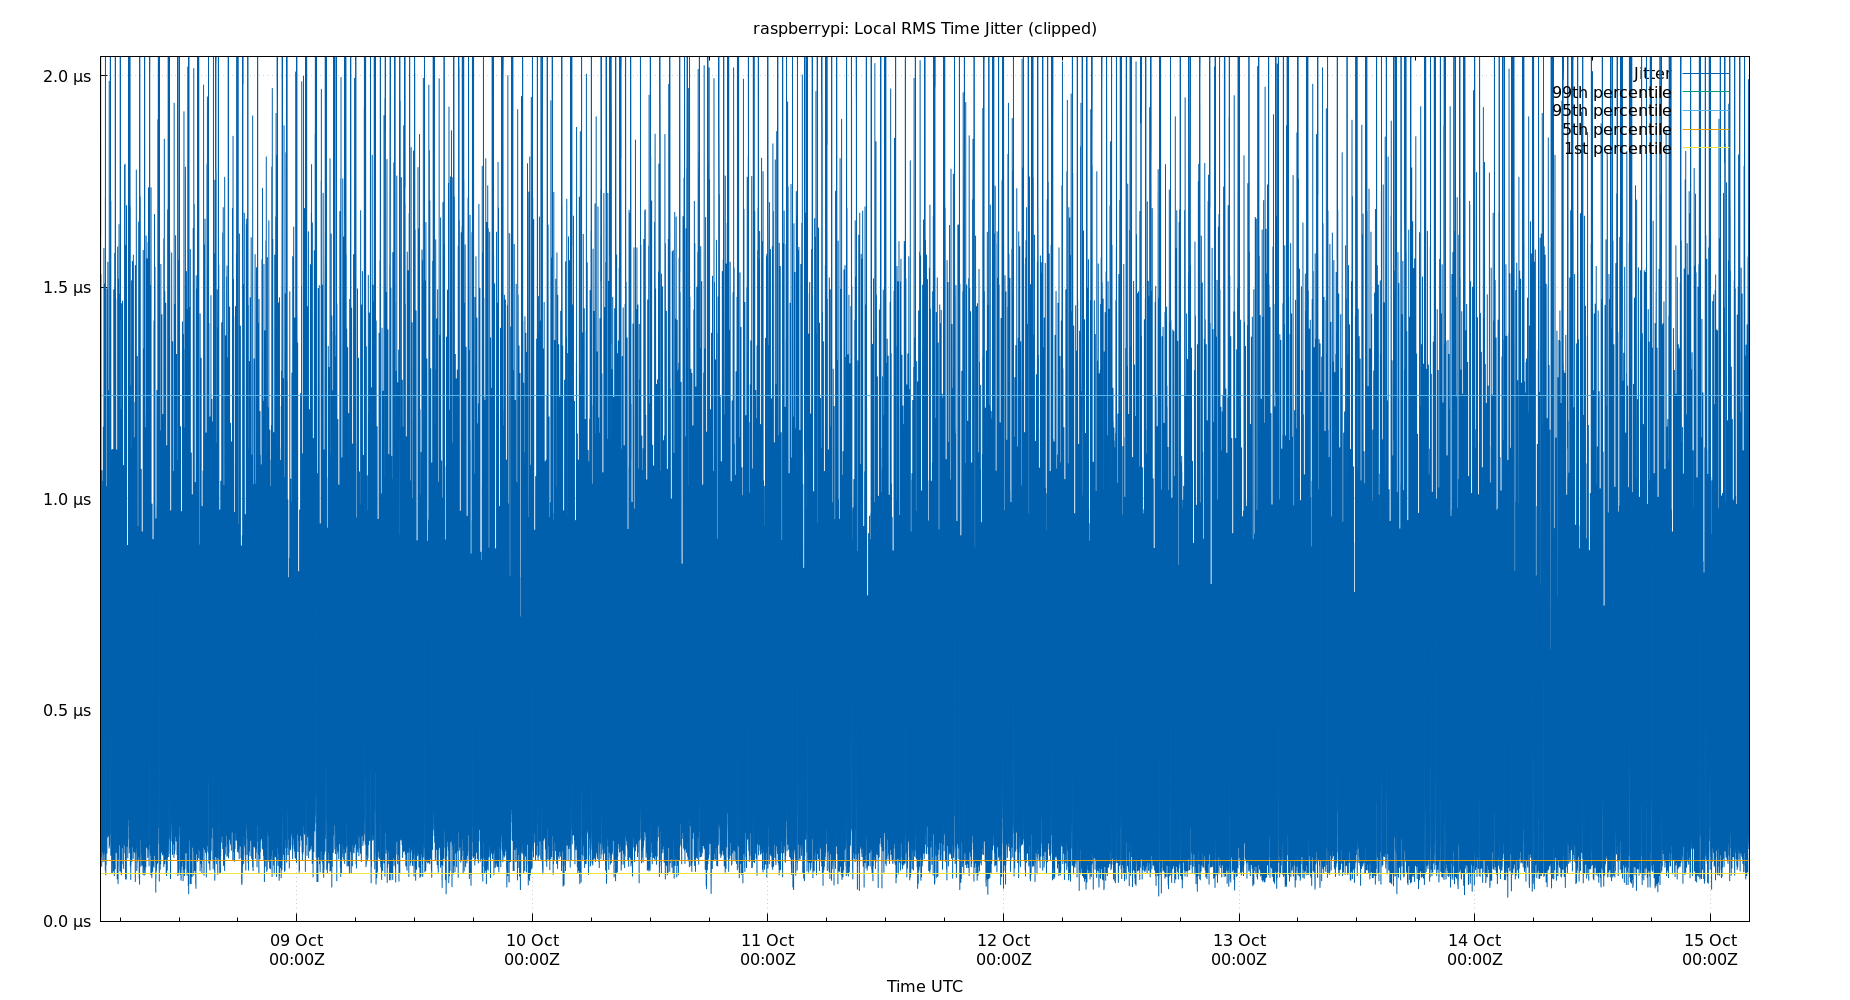 raspberrypi: Local RMS Time Jitter (clipped)
2.0 μs
1.5 μs
1.0 μs
0.5 μs
0.0 μs
Jitter
99th percentile
95th percentile
5th percentile
1st percentile
09 Oct
00:00Z
10 Oct
00:00Z
11 Oct
00:00Z
12 Oct
00:00Z
13 Oct
00:00Z
14 Oct
00:00Z
15 Oct
00:00Z
Time UTC